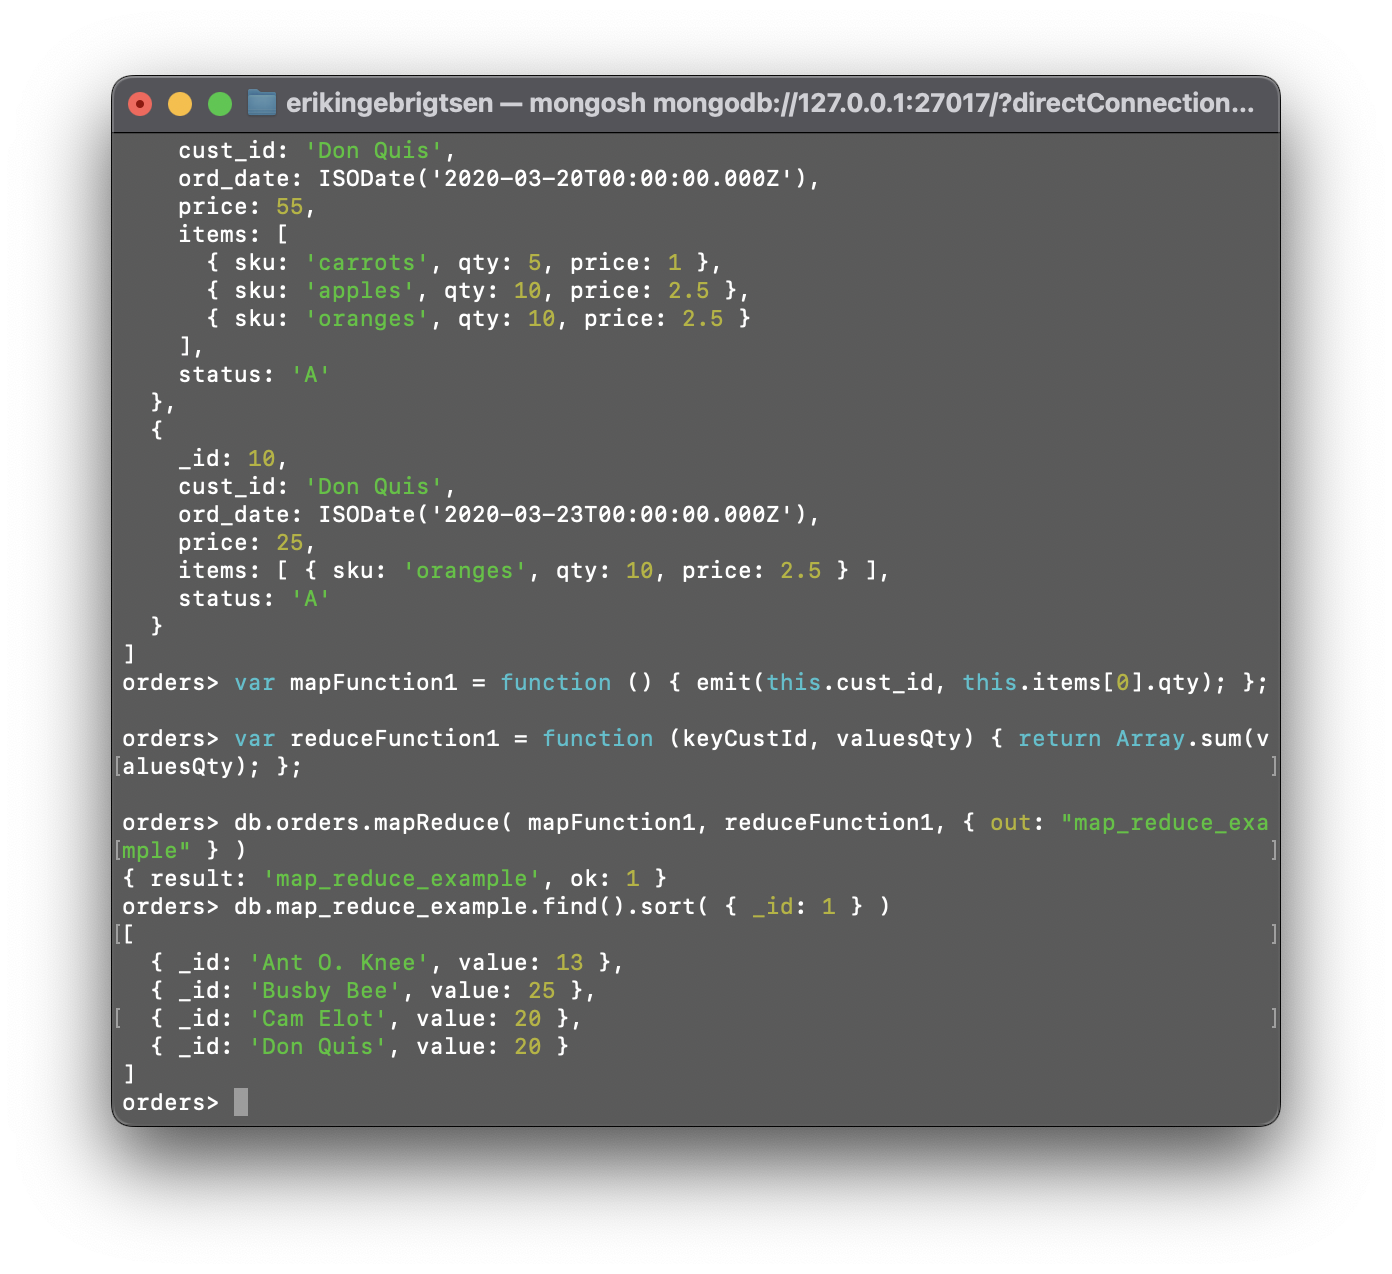 erikingebrigtsen — mongosh mongodb://127.0.0.1:27017/?directConnection...
    cust_id: 'Don Quis',
    ord_date: ISODate('2020-03-20T00:00:00.000Z'),
    price: 55,
    items: [
      { sku: 'carrots', qty: 5, price: 1 },
      { sku: 'apples', qty: 10, price: 2.5 },
      { sku: 'oranges', qty: 10, price: 2.5 }
    ],
    status: 'A'
  },
  {
    _id: 10,
    cust_id: 'Don Quis',
    ord_date: ISODate('2020-03-23T00:00:00.000Z'),
    price: 25,
    items: [ { sku: 'oranges', qty: 10, price: 2.5 } ],
    status: 'A'
  }
]
orders> var mapFunction1 = function () { emit(this.cust_id, this.items[0].qty); };
orders> var reduceFunction1 = function (keyCustId, valuesQty) { return Array.sum(v
[aluesQty); }; ]
orders> db.orders.mapReduce( mapFunction1, reduceFunction1, { out: "map_reduce_exa
[mple" } ) ]
{ result: 'map_reduce_example', ok: 1 }
orders> db.map_reduce_example.find().sort( { _id: 1 } )
[[ ]
  { _id: 'Ant O. Knee', value: 13 },
  { _id: 'Busby Bee', value: 25 },
[ { _id: 'Cam Elot', value: 20 }, ]
  { _id: 'Don Quis', value: 20 }
]
orders>